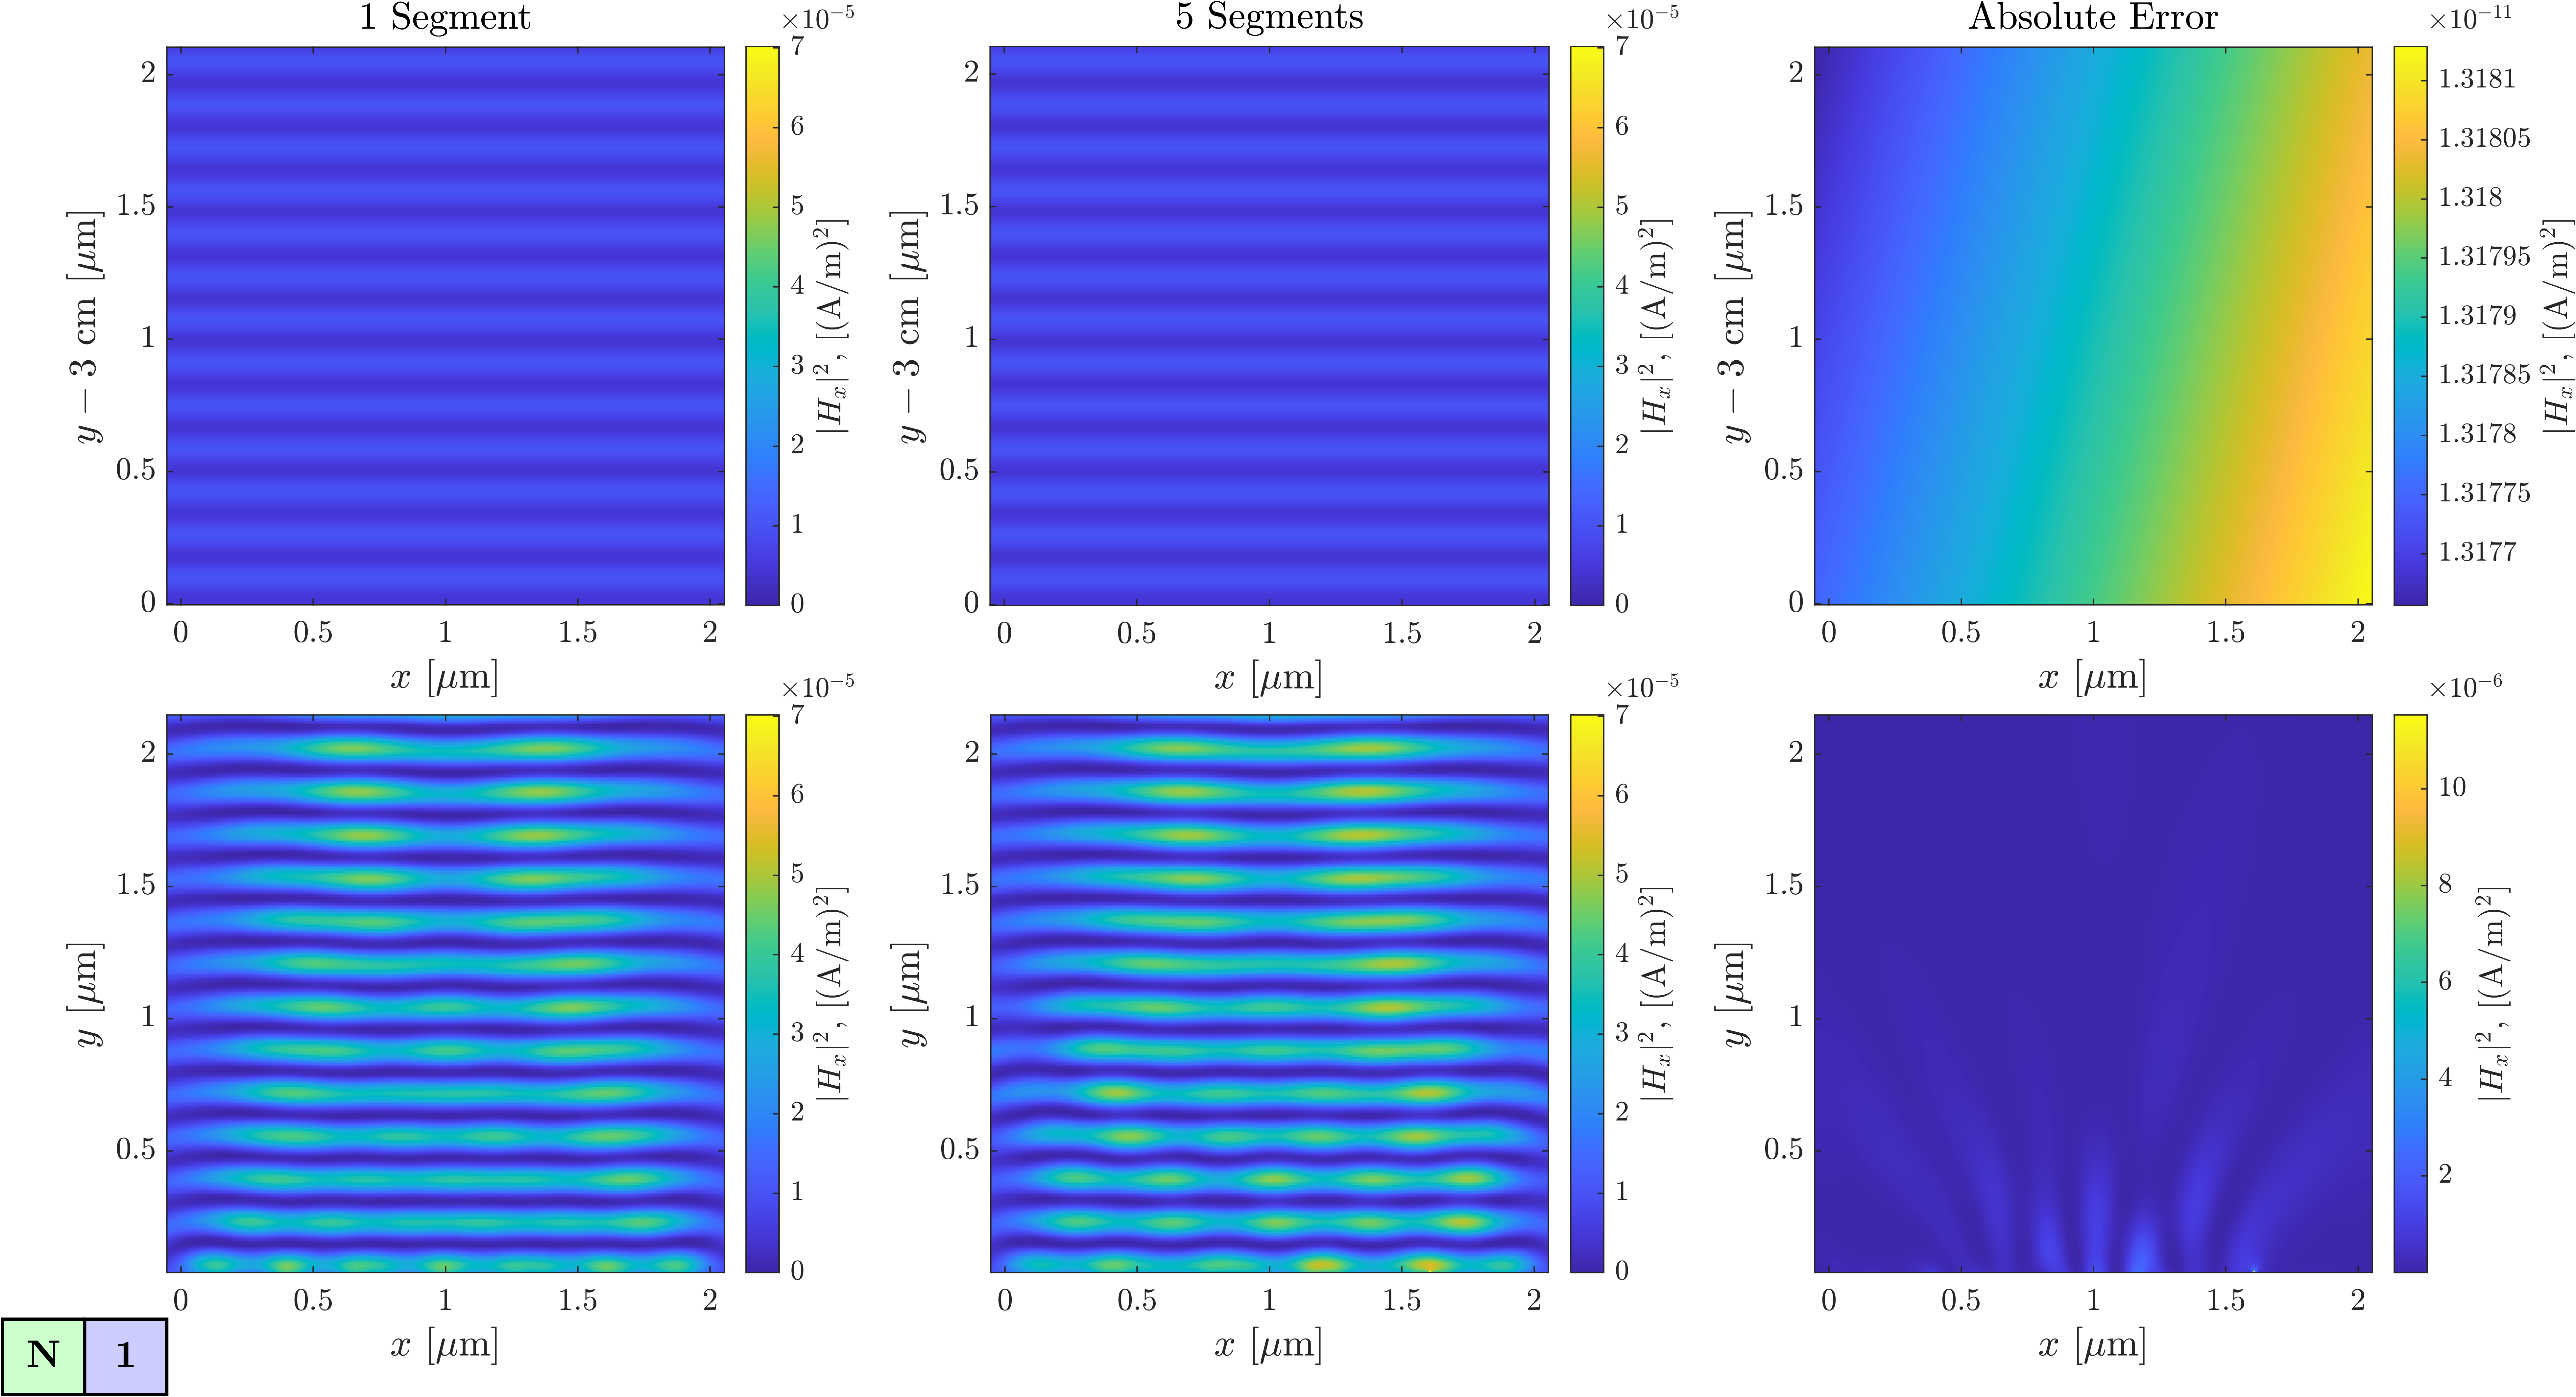 1 Segment
×10⁻⁵
5 Segments
×10⁻⁵
Absolute Error
×10⁻¹¹
y − 3 cm [μm]
2
1.5
1
0.5
0
0 0.5 1 1.5 2
x [μm]
7
6
5
4
3
2
1
0
|Hₓ|², [(A/m)²]
y − 3 cm [μm]
2
1.5
1
0.5
0
0 0.5 1 1.5 2
x [μm]
7
6
5
4
3
2
1
0
|Hₓ|², [(A/m)²]
y − 3 cm [μm]
2
1.5
1
0.5
0
0 0.5 1 1.5 2
x [μm]
1.3181
1.31805
1.318
1.31795
1.3179
1.31785
1.3178
1.31775
1.3177
|Hₓ|², [(A/m)²]
×10⁻⁵
y [μm]
2
1.5
1
0.5
0 0.5 1 1.5 2
x [μm]
7
6
5
4
3
2
1
0
|Hₓ|², [(A/m)²]
×10⁻⁵
y [μm]
2
1.5
1
0.5
0 0.5 1 1.5 2
x [μm]
7
6
5
4
3
2
1
0
|Hₓ|², [(A/m)²]
×10⁻⁶
y [μm]
2
1.5
1
0.5
0 0.5 1 1.5 2
x [μm]
10
8
6
4
2
|Hₓ|², [(A/m)²]
N 1